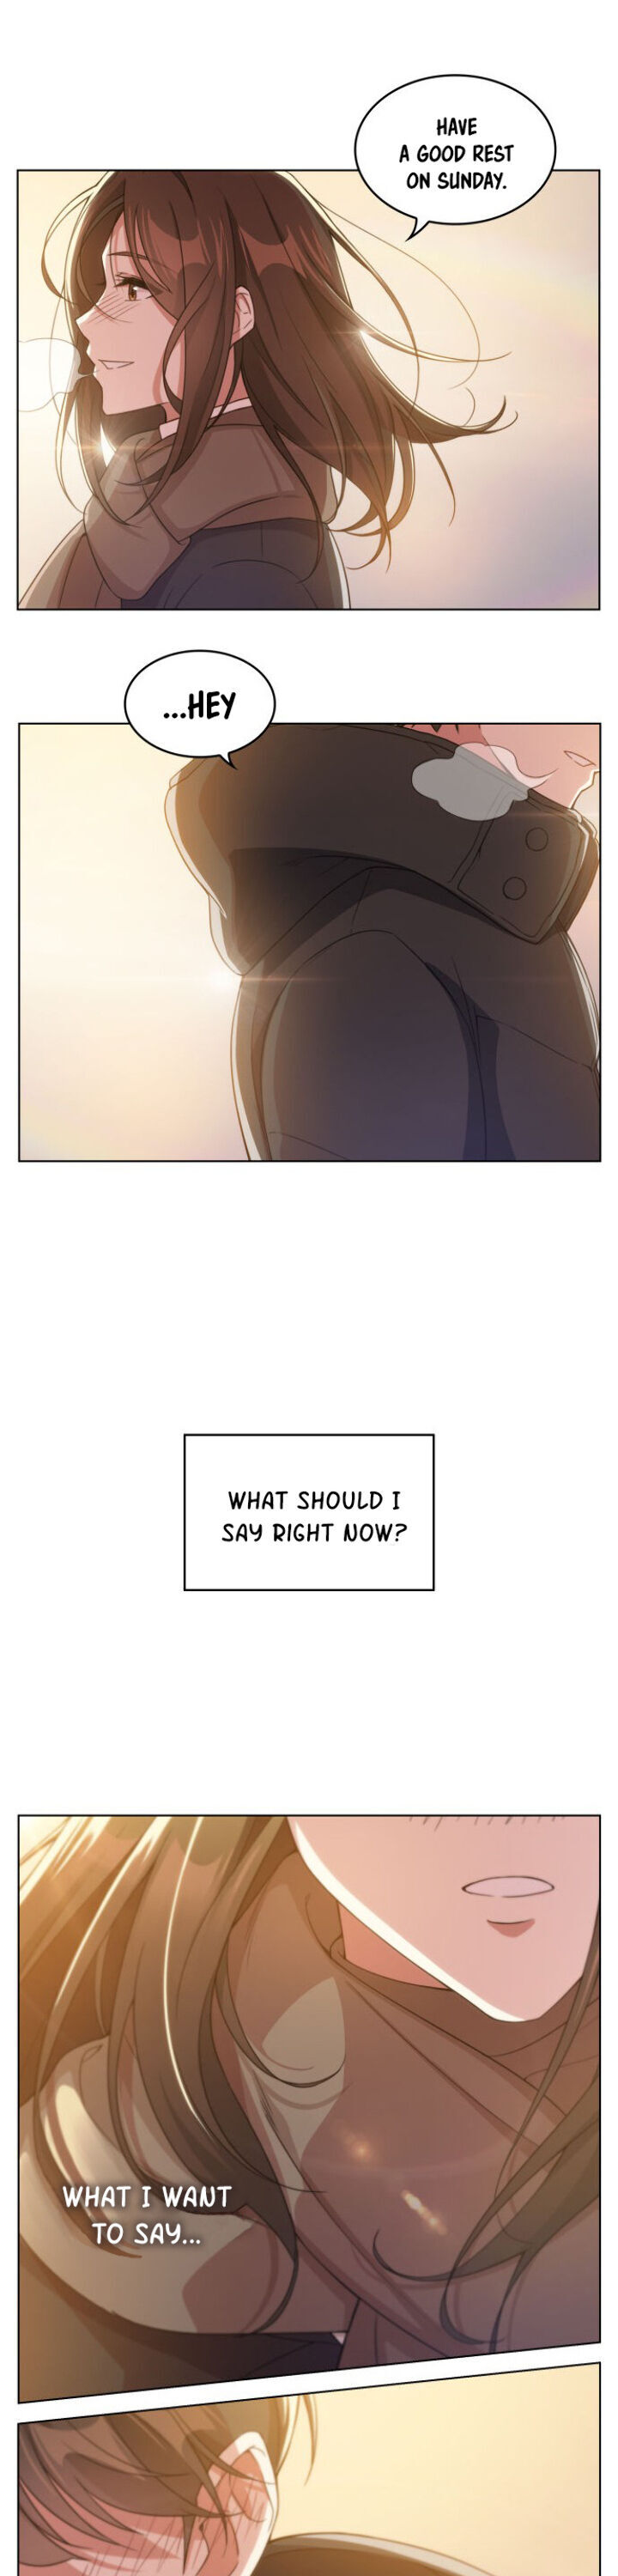 HAVE
A GOOD REST
ON SUNDAY.
...HEY
WHAT SHOULD I
SAY RIGHT NOW?
WHAT I WANT
TO SAY...